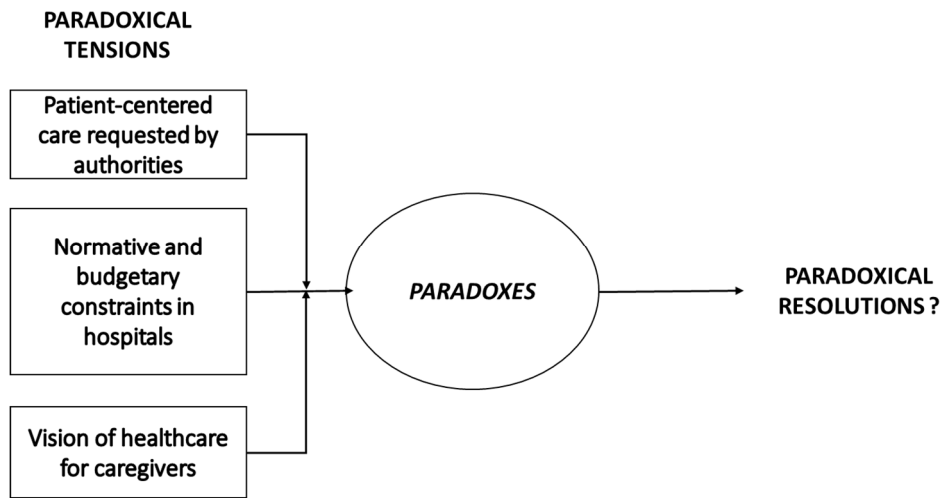 PARADOXICAL
TENSIONS
Patient-centered
care requested by
authorities
Normative and
budgetary
constraints in
hospitals
Vision of healthcare
for caregivers
PARADOXES
PARADOXICAL
RESOLUTIONS ?